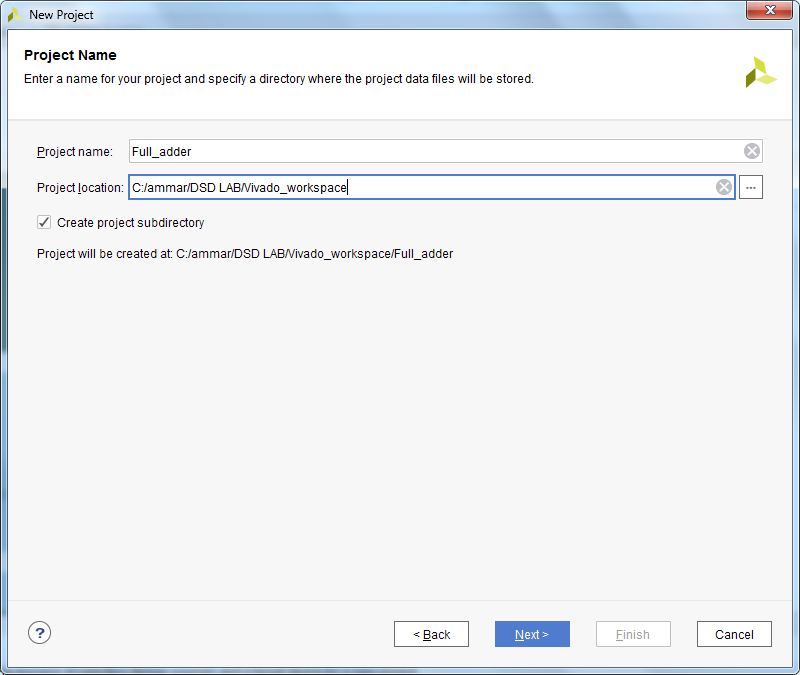 New Project
Project Name
Enter a name for your project and specify a directory where the project data files will be stored.
Project name: Full_adder
Project location: C:/ammar/DSD LAB/Vivado_workspace ...
Create project subdirectory
Project will be created at: C:/ammar/DSD LAB/Vivado_workspace/Full_adder
? < Back Next > Finish Cancel